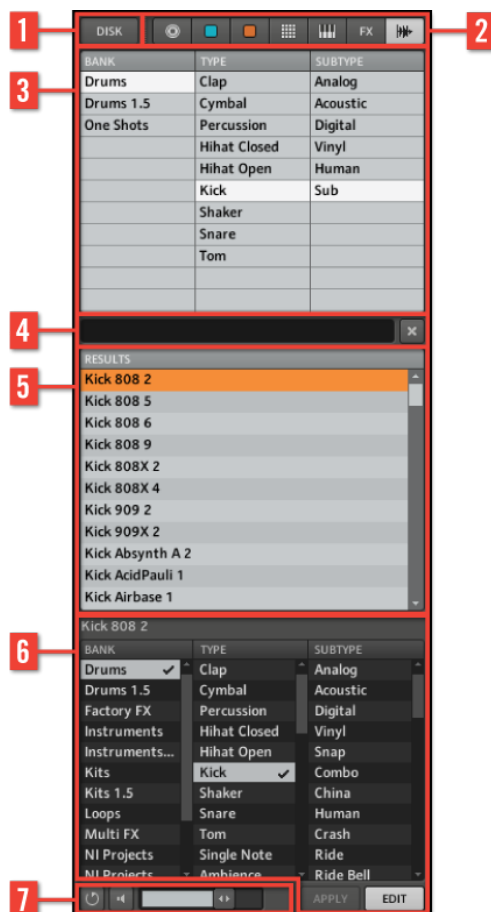 1
DISK
FX
2
3
BANK TYPE SUBTYPE
Drums Clap Analog
Drums 1.5 Cymbal Acoustic
One Shots Percussion Digital
Hihat Closed Vinyl
Hihat Open Human
Kick Sub
Shaker
Snare
Tom
4
×
5
RESULTS
Kick 808 2
Kick 808 5
Kick 808 6
Kick 808 9
Kick 808X 2
Kick 808X 4
Kick 909 2
Kick 909X 2
Kick Absynth A 2
Kick AcidPauli 1
Kick Airbase 1
6
Kick 808 2
BANK TYPE SUBTYPE
Drums Clap Analog
Drums 1.5 Cymbal Acoustic
Factory FX Percussion Digital
Instruments Hihat Closed Vinyl
Instruments... Hihat Open Snap
Kits Kick Combo
Kits 1.5 Shaker China
Loops Snare Human
Multi FX Tom Crash
NI Projects Single Note Ride
NI Projects Ambience Ride Bell
7
APPLY EDIT